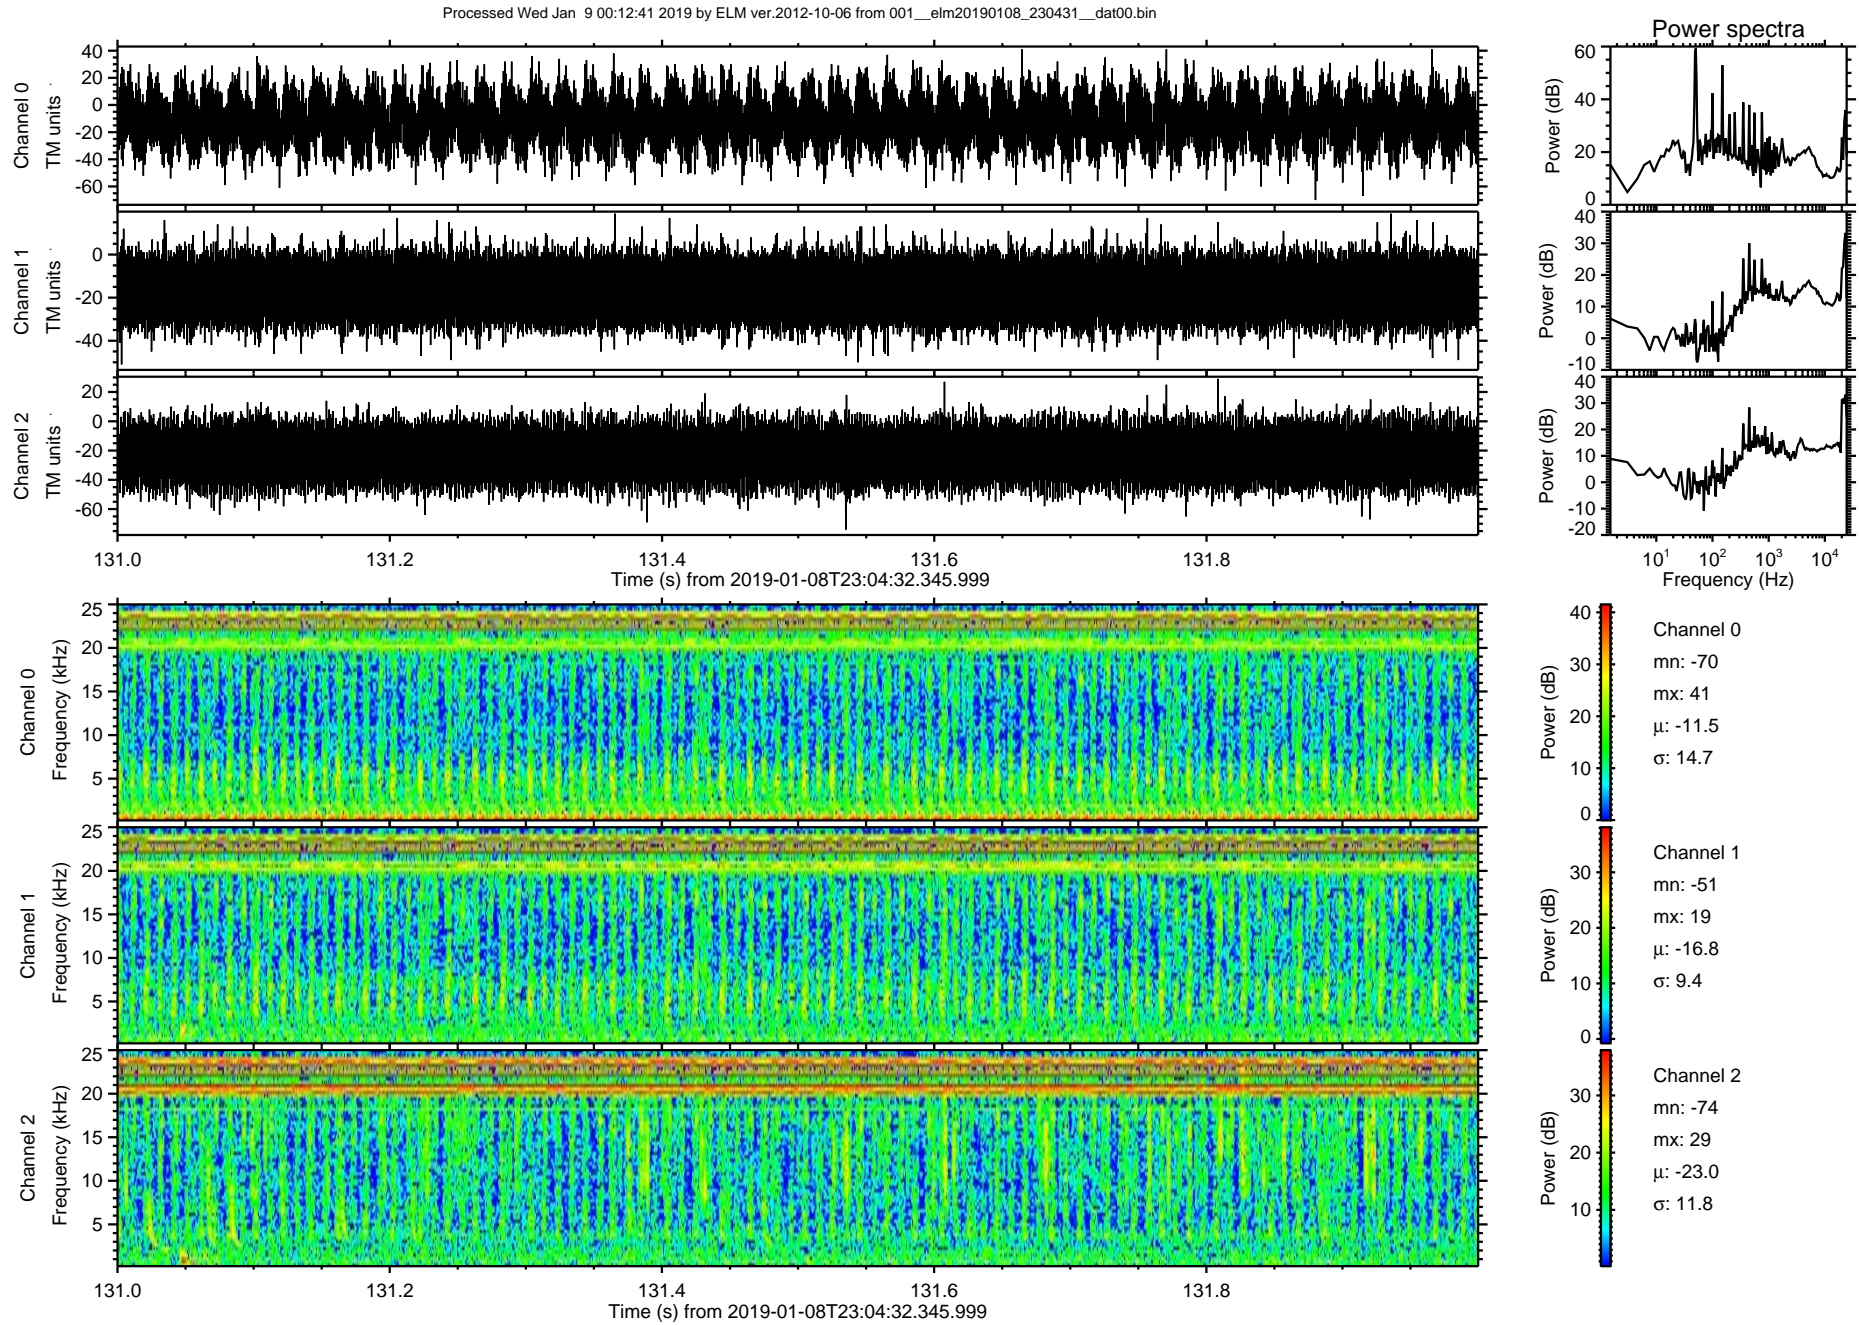 Processed Wed Jan  9 00:12:41 2019 by ELM ver.2012-10-06 from 001__elm20190108_230431__dat00.bin
Power spectra
Channel 0
TM units
40
20
0
-20
-40
-60
Power (dB)
60
40
20
0
Channel 1
TM units
0
-20
-40
Power (dB)
40
30
20
10
0
-10
Channel 2
TM units
20
0
-20
-40
-60
Power (dB)
40
30
20
10
0
-10
-20
131.0
131.2
131.4
131.6
131.8
Time (s) from 2019-01-08T23:04:32.345.999
10¹
10²
10³
10⁴
Frequency (Hz)
Channel 0
Frequency (kHz)
25
20
15
10
5
Power (dB)
40
30
20
10
0
Channel 0
mn: -70
mx: 41
μ: -11.5
σ: 14.7
Channel 1
Frequency (kHz)
25
20
15
10
5
Power (dB)
30
20
10
0
Channel 1
mn: -51
mx: 19
μ: -16.8
σ: 9.4
Channel 2
Frequency (kHz)
25
20
15
10
5
Power (dB)
30
20
10
Channel 2
mn: -74
mx: 29
μ: -23.0
σ: 11.8
131.0
131.2
131.4
131.6
131.8
Time (s) from 2019-01-08T23:04:32.345.999